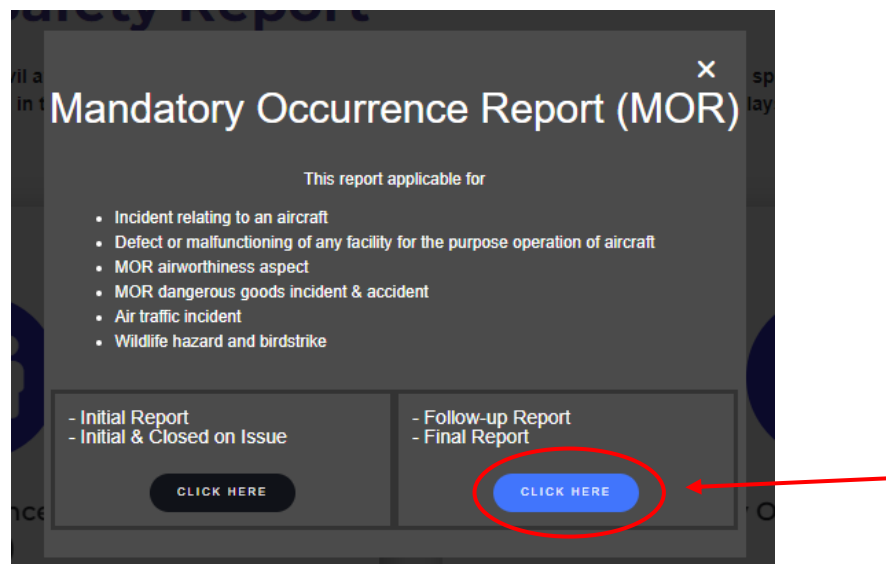 Safety Report
×
Mandatory Occurrence Report (MOR)
This report applicable for
• Incident relating to an aircraft
• Defect or malfunctioning of any facility for the purpose operation of aircraft
• MOR airworthiness aspect
• MOR dangerous goods incident & accident
• Air traffic incident
• Wildlife hazard and birdstrike
- Initial Report
- Initial & Closed on Issue
CLICK HERE
- Follow-up Report
- Final Report
CLICK HERE